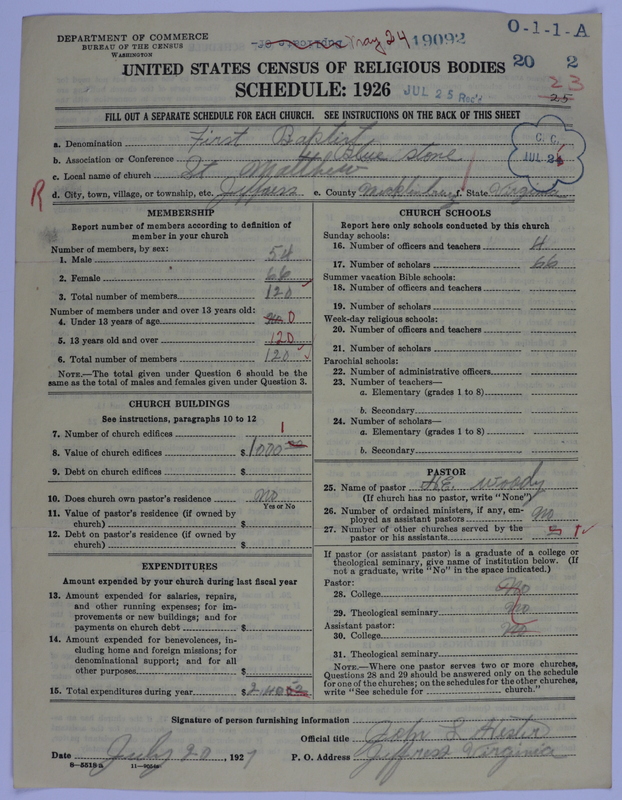 DEPARTMENT OF COMMERCE
BUREAU OF THE CENSUS
WASHINGTON
May 24 19092
O-1-1-A
UNITED STATES CENSUS OF RELIGIOUS BODIES
20 2
SCHEDULE: 1926
JUL 25 Rec'd
23
25
FILL OUT A SEPARATE SCHEDULE FOR EACH CHURCH. SEE INSTRUCTIONS ON THE BACK OF THIS SHEET
a. Denomination First Baptist
b. Association or Conference Blue stone
C. C.
JUL 2
c. Local name of church St Matthew
R
d. City, town, village, or township, etc. Jeffress e. County Mecklenburg f. State Virginia
MEMBERSHIP
Report number of members according to definition of
member in your church
Number of members, by sex:
1. Male 54
2. Female 66
3. Total number of members 120
Number of members under and over 13 years old:
4. Under 13 years of age 0
5. 13 years old and over 120
6. Total number of members 120
NOTE.—The total given under Question 6 should be
same as the total of males and females given under Question 3.
CHURCH BUILDINGS
See instructions, paragraphs 10 to 12
7. Number of church edifices 1
8. Value of church edifices $1000
9. Debt on church edifices $
10. Does church own pastor's residence no
Yes or No
11. Value of pastor's residence (if owned by
church) $
12. Debt on pastor's residence (if owned by
church) $
EXPENDITURES
Amount expended by your church during last fiscal year
13. Amount expended for salaries, repairs,
and other running expenses; for im-
provements or new buildings; and for
payments on church debt $
14. Amount expended for benevolences, in-
cluding home and foreign missions; for
denominational support; and for all
other purposes $
15. Total expenditures during year $
CHURCH SCHOOLS
Report here only schools conducted by this church
Sunday schools:
16. Number of officers and teachers 4
17. Number of scholars 66
Summer vacation Bible schools:
18. Number of officers and teachers
19. Number of scholars
Week-day religious schools:
20. Number of officers and teachers
21. Number of scholars
Parochial schools:
22. Number of administrative officers
23. Number of teachers—
a. Elementary (grades 1 to 8)
b. Secondary
24. Number of scholars—
a. Elementary (grades 1 to 8)
b. Secondary
PASTOR
25. Name of pastor H.E. Woody
(If church has no pastor, write "None")
26. Number of ordained ministers, if any, em-
ployed as assistant pastors no
27. Number of other churches served by the
pastor or his assistants 5 1
If pastor (or assistant pastor) is a graduate of a college or
theological seminary, give name of institution below. (If
not a graduate, write "No" in the space indicated.)
Pastor:
28. College no
29. Theological seminary no
Assistant pastor:
30. College no
31. Theological seminary
NOTE.—Where one pastor serves two or more churches,
Questions 28 and 29 should be answered only on the schedule
for one of the churches; on the schedules for the other churches,
write "See schedule for church."
Signature of person furnishing information
Official title John L Hester
Date July 20, 1927 P. O. Address Jeffress Virginia
8-5518a